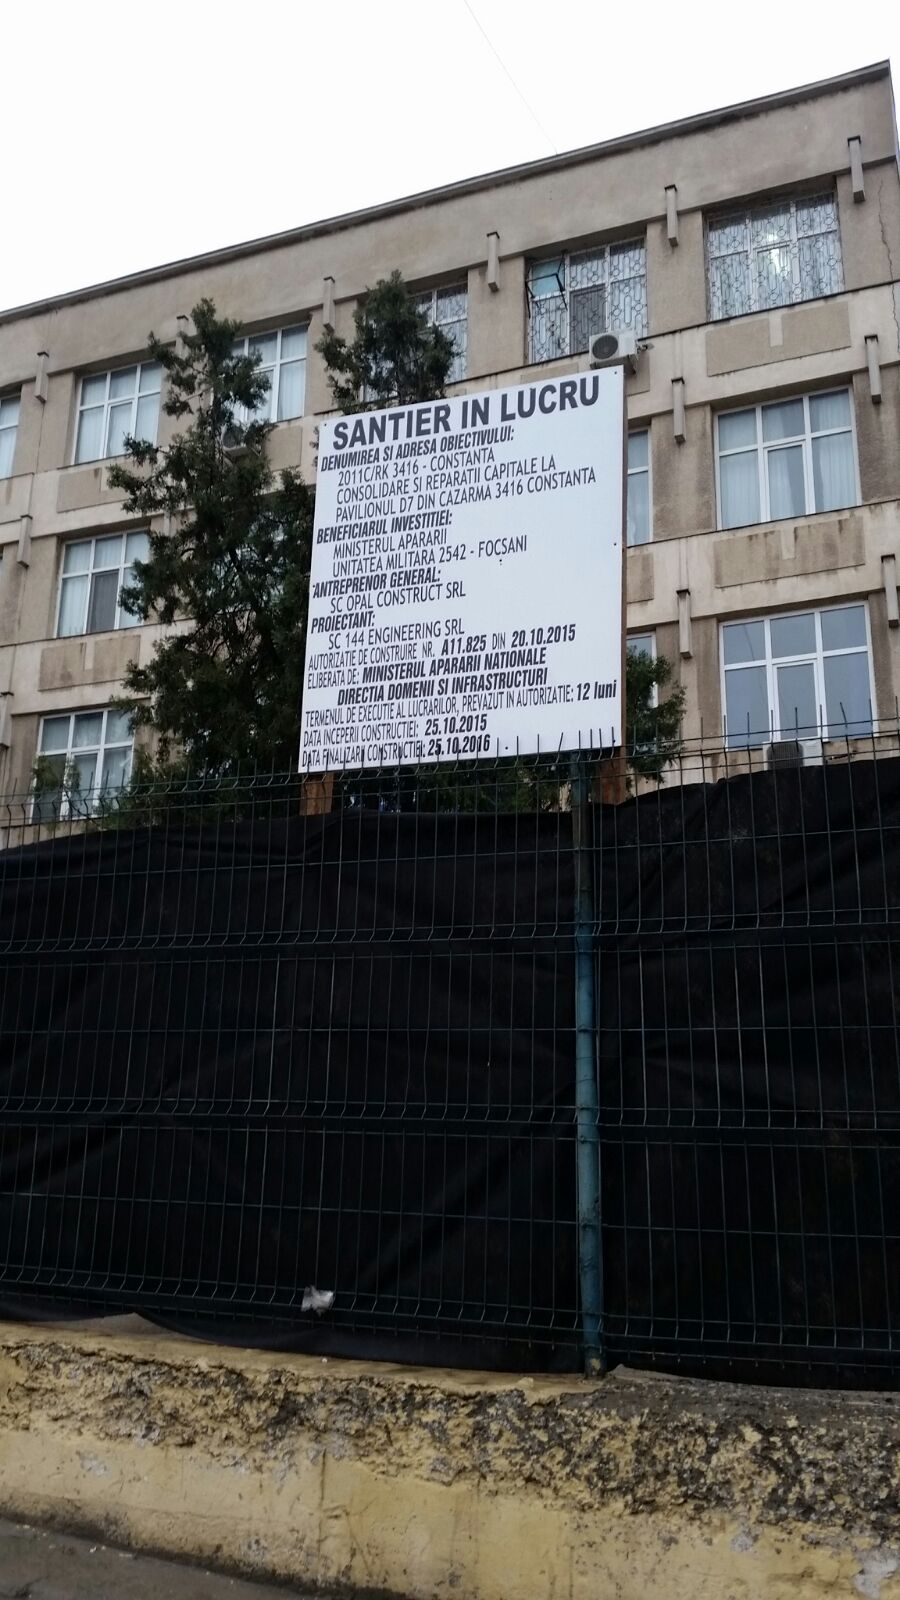 SANTIER IN LUCRU
DENUMIREA SI ADRESA OBIECTIVULUI:
2011C/RK 3416 - CONSTANTA
CONSOLIDARE SI REPARATII CAPITALE LA
PAVILIONUL D7 DIN CAZARMA 3416 CONSTANTA
BENEFICIARUL INVESTITIEI:
MINISTERUL APARARII
UNITATEA MILITARA 2542 - FOCȘANI
ANTREPRENOR GENERAL:
SC OPAL CONSTRUCT SRL
PROIECTANT:
SC 144 ENGINEERING SRL
AUTORIZATIE DE CONSTRUIRE NR. A11.825 DIN 20.10.2015
ELIBERATA DE: MINISTERUL APARARII NATIONALE
DIRECTIA DOMENII SI INFRASTRUCTURI
TERMENUL DE EXECUTIE AL LUCRARILOR, PREVAZUT IN AUTORIZATIE: 12 luni
DATA INCEPERII CONSTRUCTIEI: 25.10.2015
DATA FINALIZARII CONSTRUCTIEI: 25.10.2016